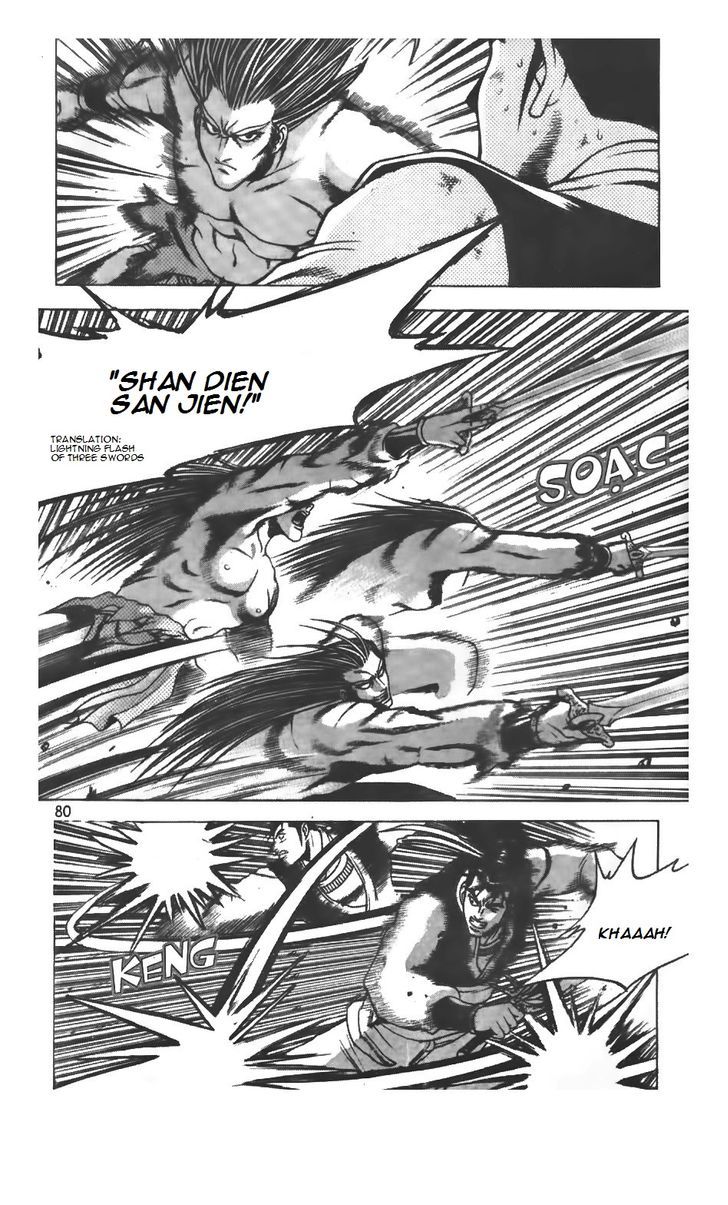 "SHAN DIEN
SAN JIEN!"
TRANSLATION:
LIGHTNING FLASH
OF THREE SWORDS
SOẠC
80
KENG
KHAAAH!